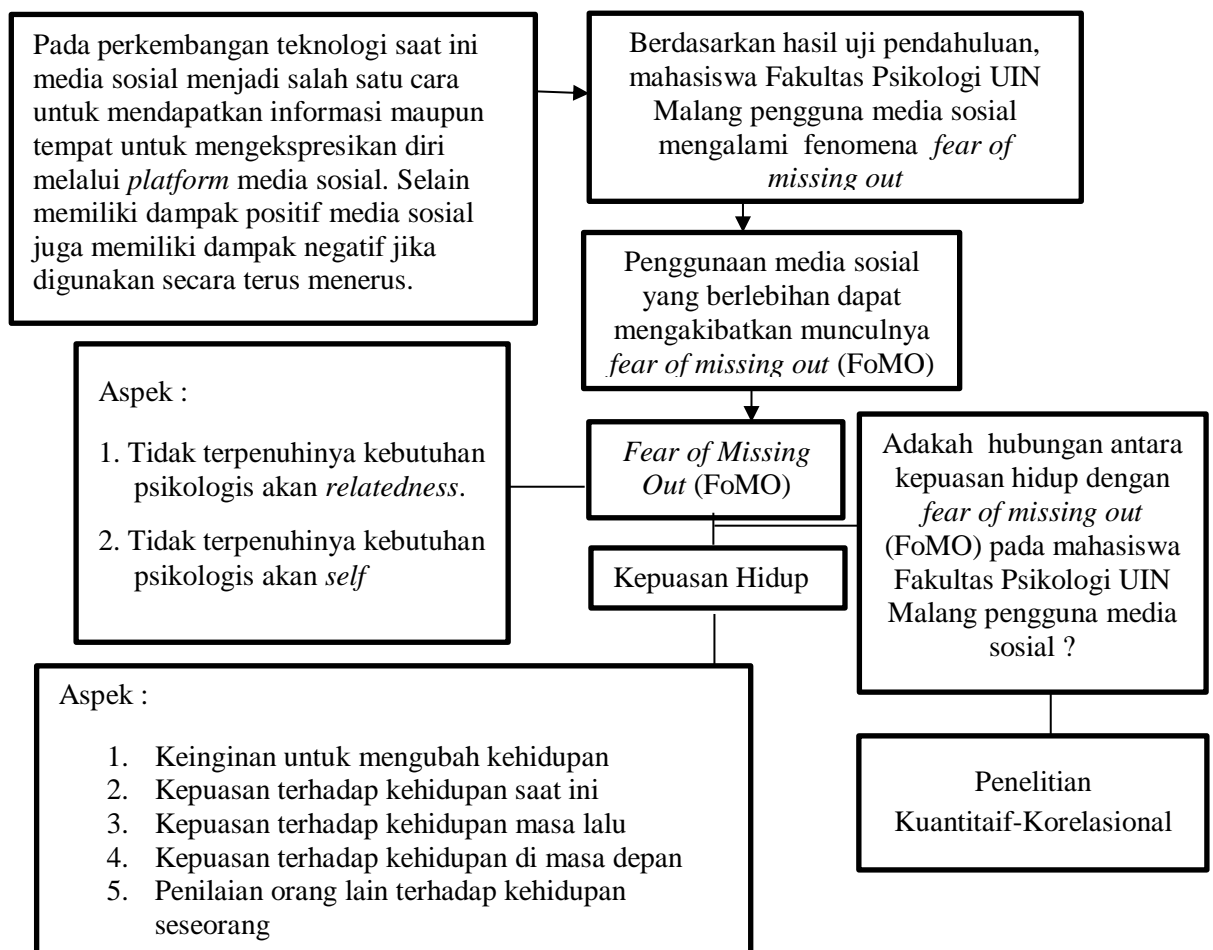 Pada perkembangan teknologi saat ini
media sosial menjadi salah satu cara
untuk mendapatkan informasi maupun
tempat untuk mengekspresikan diri
melalui platform media sosial. Selain
memiliki dampak positif media sosial
juga memiliki dampak negatif jika
digunakan secara terus menerus.
Berdasarkan hasil uji pendahuluan,
mahasiswa Fakultas Psikologi UIN
Malang pengguna media sosial
mengalami fenomena fear of
missing out
Penggunaan media sosial
yang berlebihan dapat
mengakibatkan munculnya
fear of missing out (FoMO)
Aspek :
1. Tidak terpenuhinya kebutuhan
psikologis akan relatedness.
2. Tidak terpenuhinya kebutuhan
psikologis akan self
Fear of Missing
Out (FoMO)
Kepuasan Hidup
Adakah hubungan antara
kepuasan hidup dengan
fear of missing out
(FoMO) pada mahasiswa
Fakultas Psikologi UIN
Malang pengguna media
sosial ?
Aspek :
1. Keinginan untuk mengubah kehidupan
2. Kepuasan terhadap kehidupan saat ini
3. Kepuasan terhadap kehidupan masa lalu
4. Kepuasan terhadap kehidupan di masa depan
5. Penilaian orang lain terhadap kehidupan
seseorang
Penelitian
Kuantitaif-Korelasional